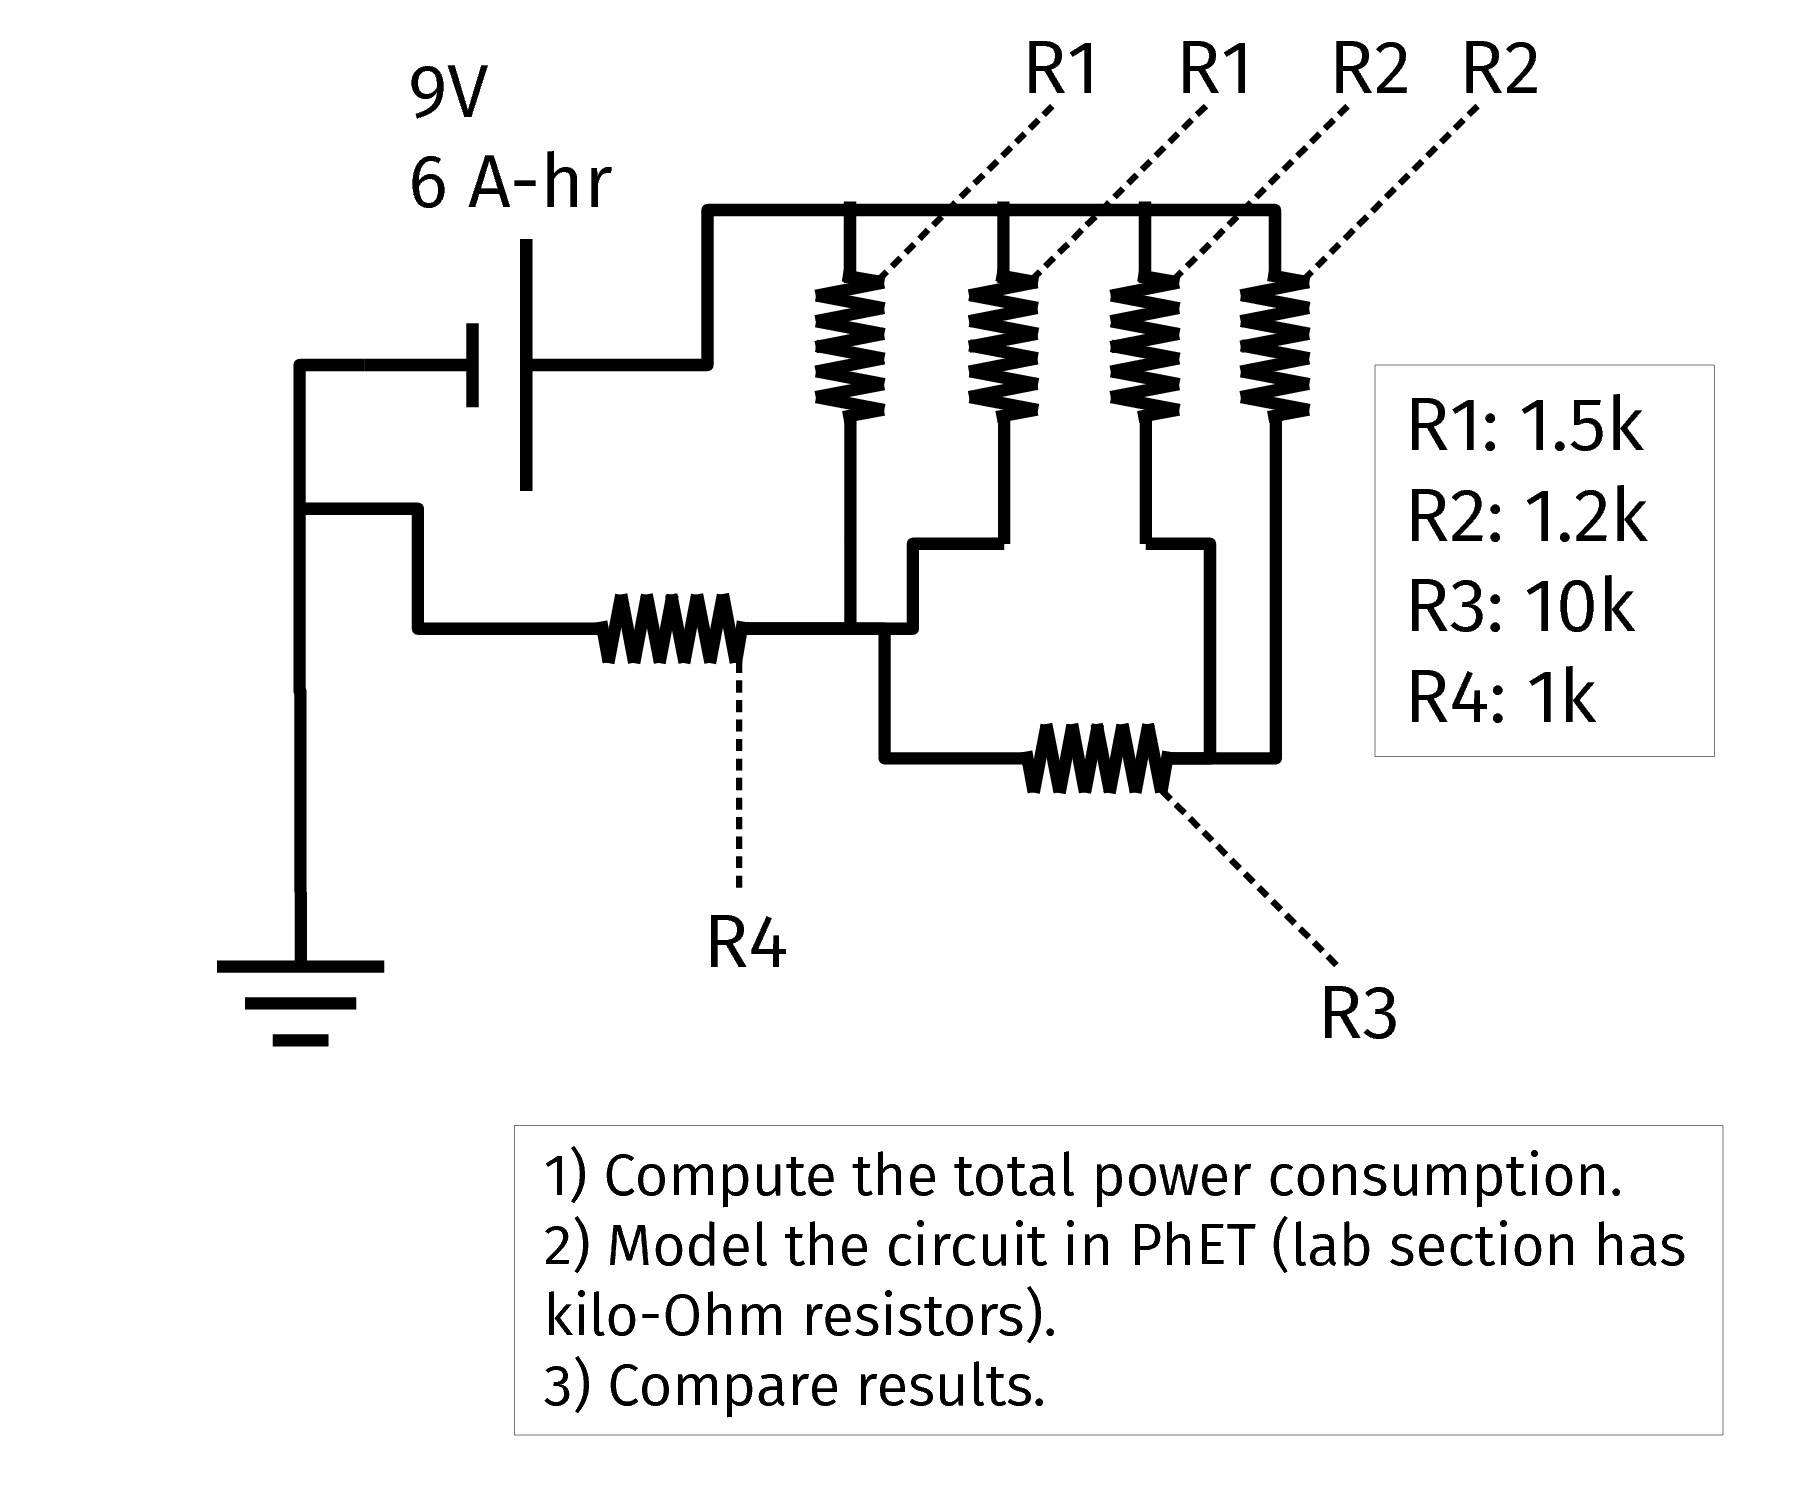 R1 R1 R2 R2
9V
6 A-hr
R1: 1.5k
R2: 1.2k
R3: 10k
R4: 1k
R4
R3
1) Compute the total power consumption.
2) Model the circuit in PhET (lab section has
kilo-Ohm resistors).
3) Compare results.